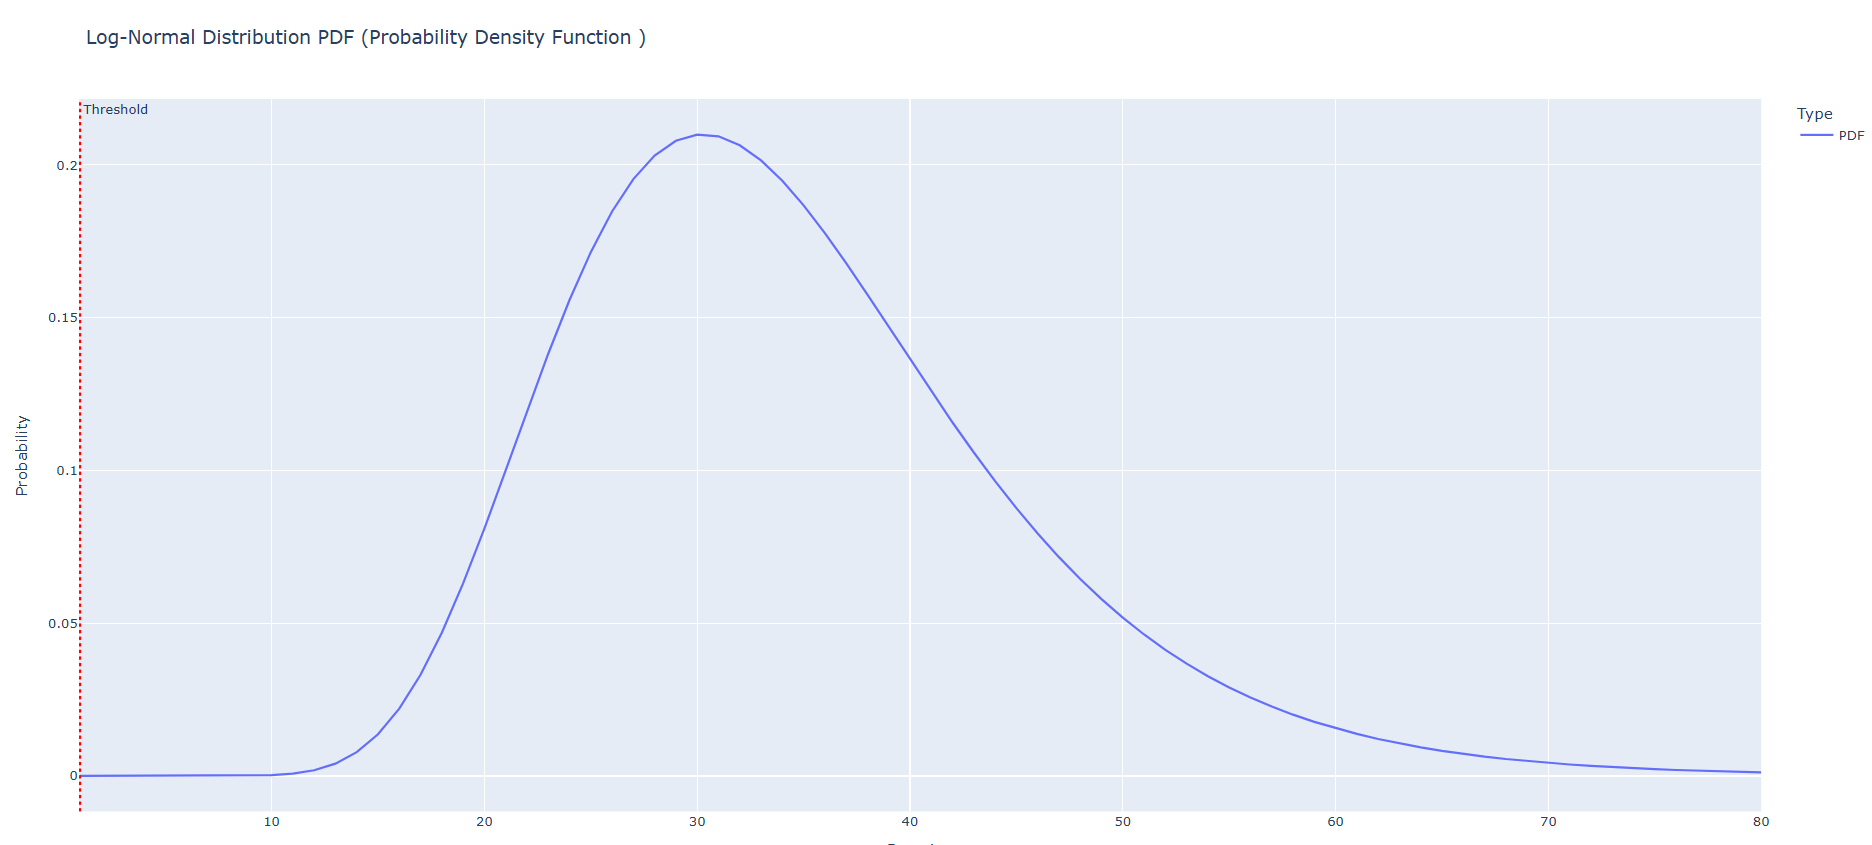 Log-Normal Distribution PDF (Probability Density Function )
Threshold
Type
PDF
0.2
0.15
0.1
0.05
0
Probability
10 20 30 40 50 60 70 80